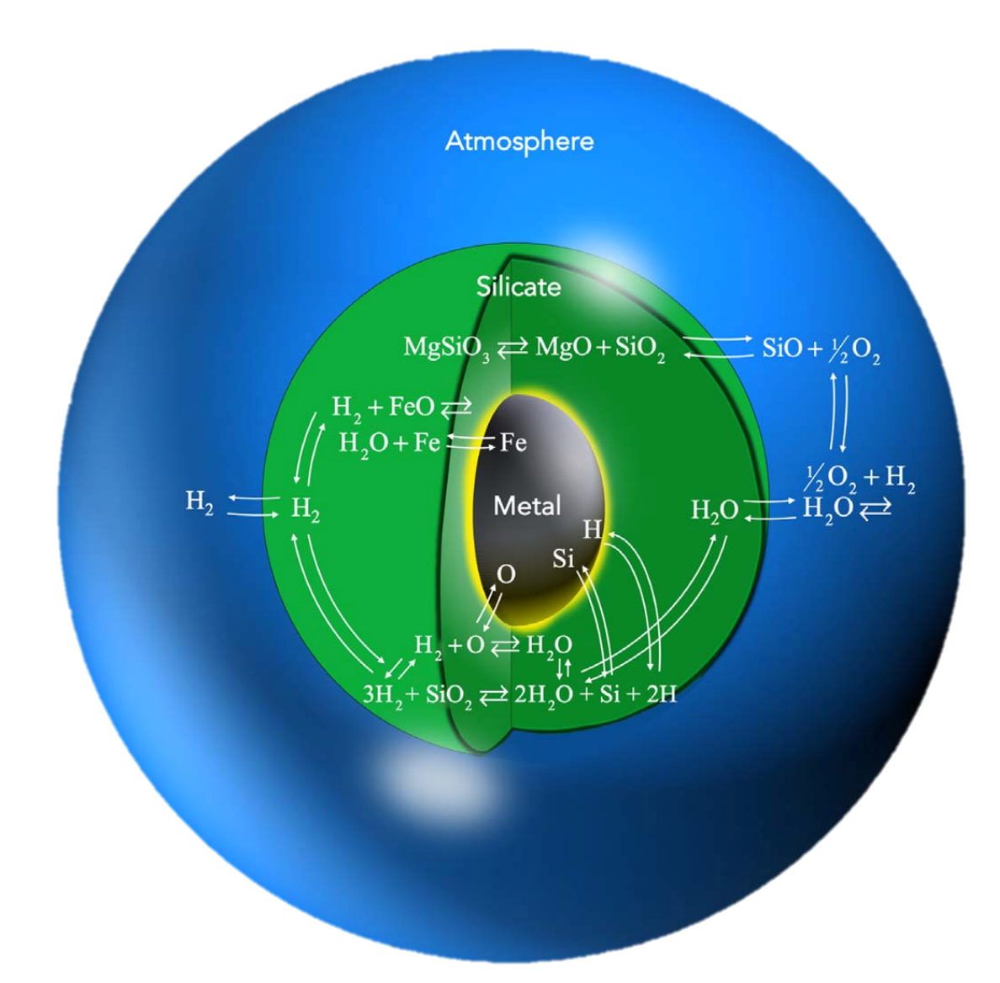 Atmosphere
Silicate
MgSiO₃ ⇌ MgO + SiO₂
SiO + ½O₂
H₂ + FeO ⇌
H₂O + Fe
Fe
½O₂ + H₂
H₂O ⇌
H₂
H₂
Metal
H₂O
H
Si
O
H₂ + O ⇌ H₂O
3H₂ + SiO₂ ⇌ 2H₂O + Si + 2H